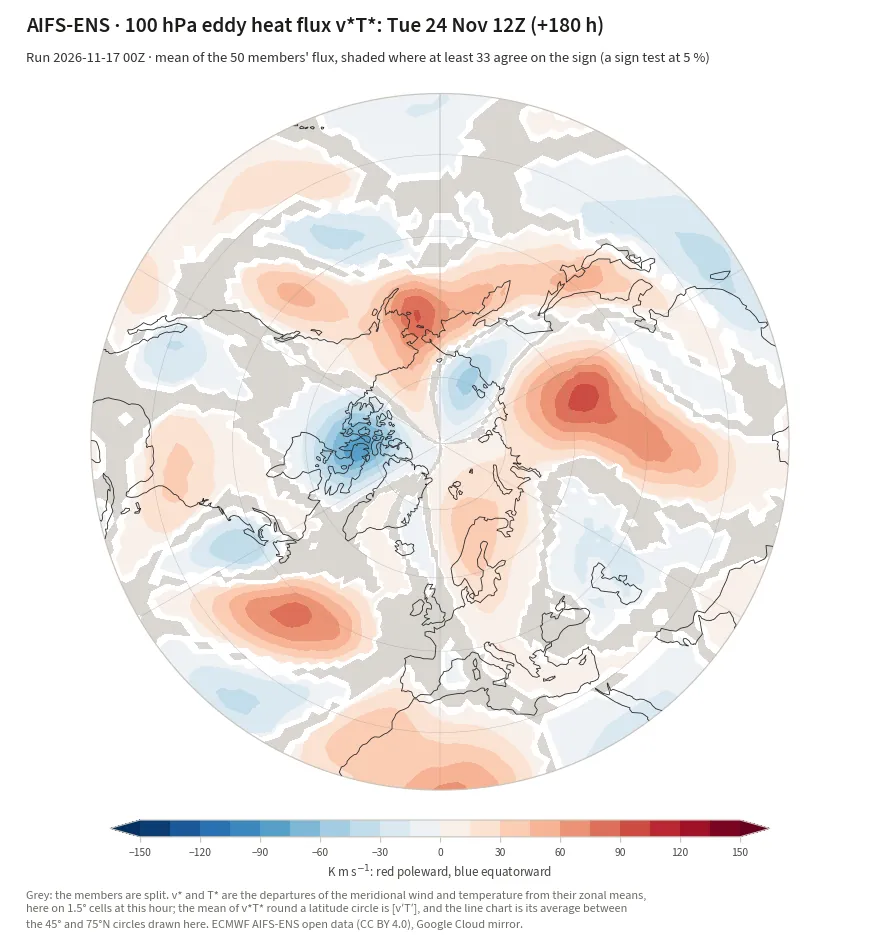 AIFS-ENS · 100 hPa eddy heat flux v*T*: Tue 24 Nov 12Z (+180 h)
Run 2026-11-17 00Z · mean of the 50 members' flux, shaded where at least 33 agree on the sign (a sign test at 5 %)
−150 −120 −90 −60 −30 0 30 60 90 120 150
K m s⁻¹: red poleward, blue equatorward
Grey: the members are split. v* and T* are the departures of the meridional wind and temperature from their zonal means,
here on 1.5° cells at this hour; the mean of v*T* round a latitude circle is [v'T'], and the line chart is its average between
the 45° and 75°N circles drawn here. ECMWF AIFS-ENS open data (CC BY 4.0), Google Cloud mirror.